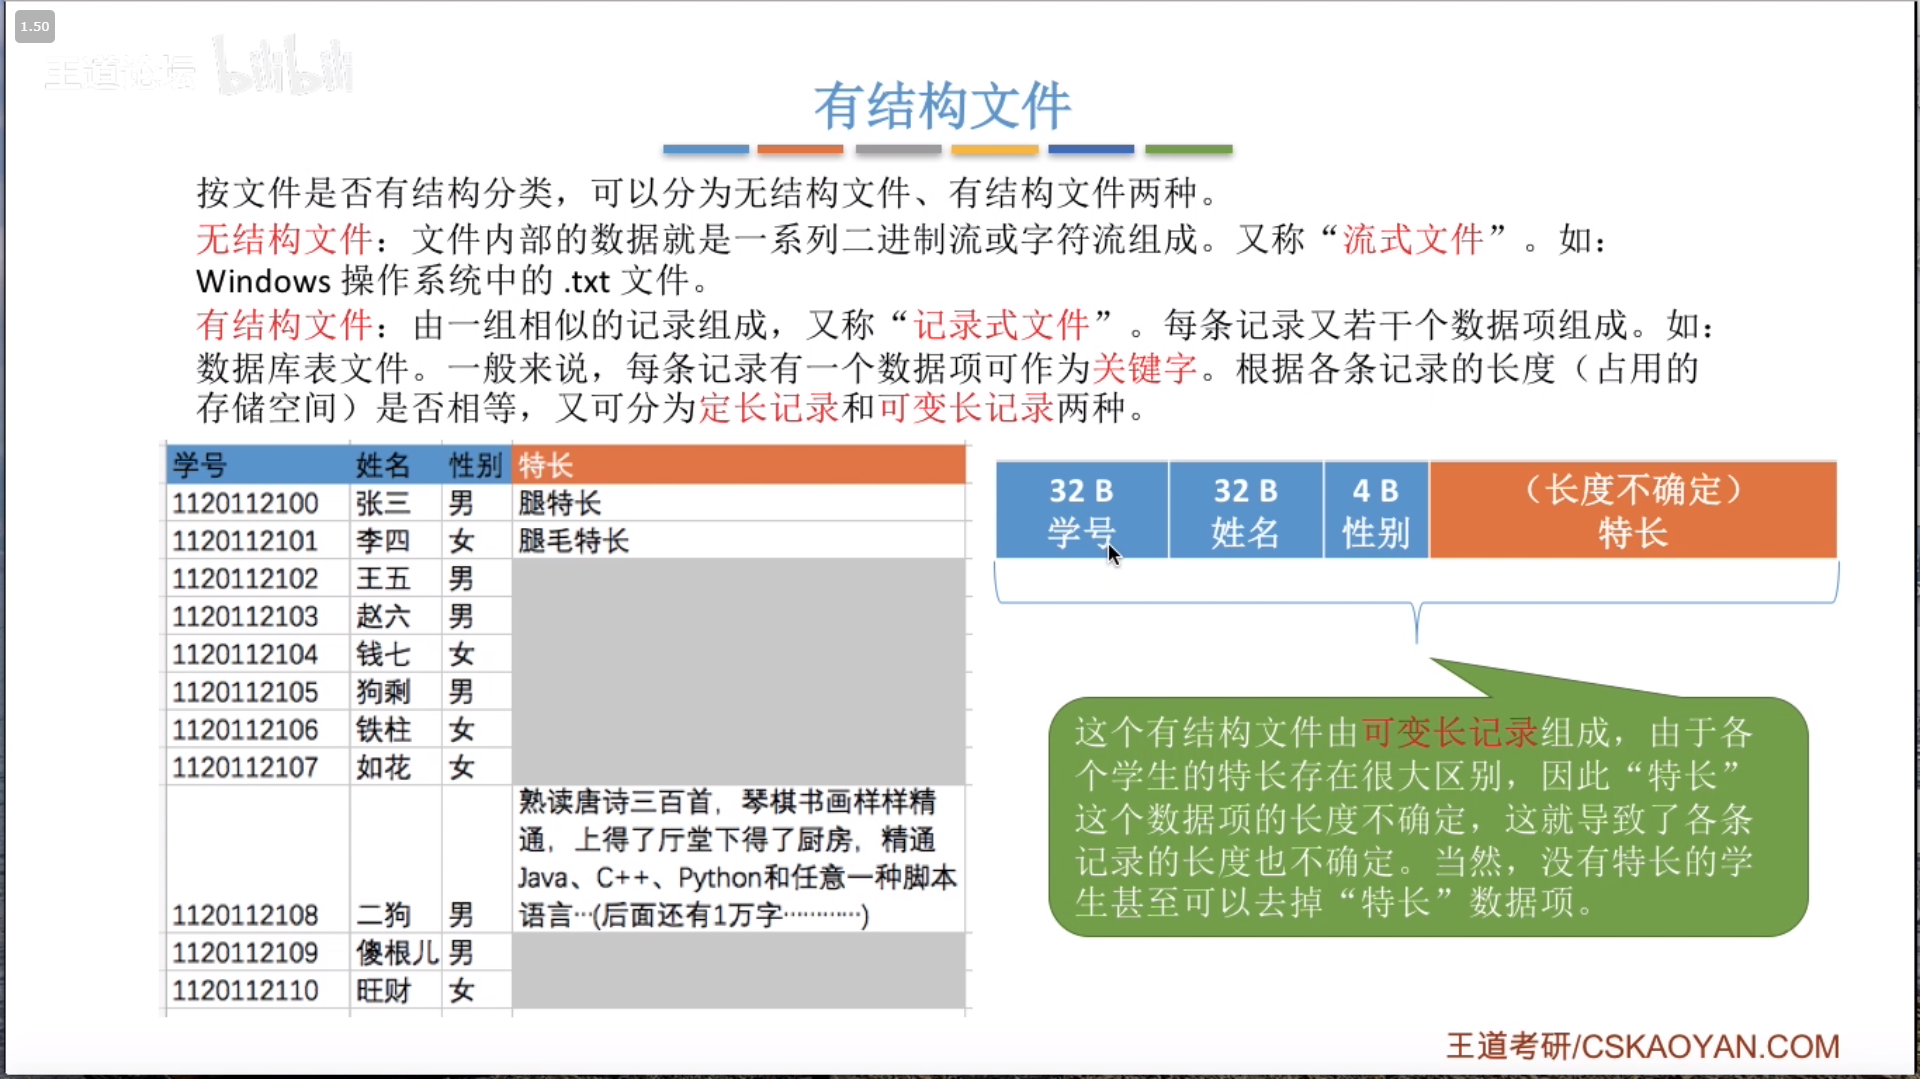 1.50
王道论坛 bilibili
有结构文件
按文件是否有结构分类，可以分为无结构文件、有结构文件两种。
无结构文件：文件内部的数据就是一系列二进制流或字符流组成。又称“流式文件”。如：
Windows 操作系统中的 .txt 文件。
有结构文件：由一组相似的记录组成，又称“记录式文件”。每条记录又若干个数据项组成。如：
数据库表文件。一般来说，每条记录有一个数据项可作为关键字。根据各条记录的长度（占用的
存储空间）是否相等，又可分为定长记录和可变长记录两种。
学号 姓名 性别 特长
1120112100 张三 男 腿特长
1120112101 李四 女 腿毛特长
1120112102 王五 男
1120112103 赵六 男
1120112104 钱七 女
1120112105 狗剩 男
1120112106 铁柱 女
1120112107 如花 女
熟读唐诗三百首，琴棋书画样样精
通，上得了厅堂下得了厨房，精通
Java、C++、Python和任意一种脚本
1120112108 二狗 男 语言…(后面还有1万字…………)
1120112109 傻根儿 男
1120112110 旺财 女
32 B 32 B 4 B （长度不确定）
学号 姓名 性别 特长
这个有结构文件由可变长记录组成，由于各
个学生的特长存在很大区别，因此“特长”
这个数据项的长度不确定，这就导致了各条
记录的长度也不确定。当然，没有特长的学
生甚至可以去掉“特长”数据项。
王道考研/CSKAOYAN.COM